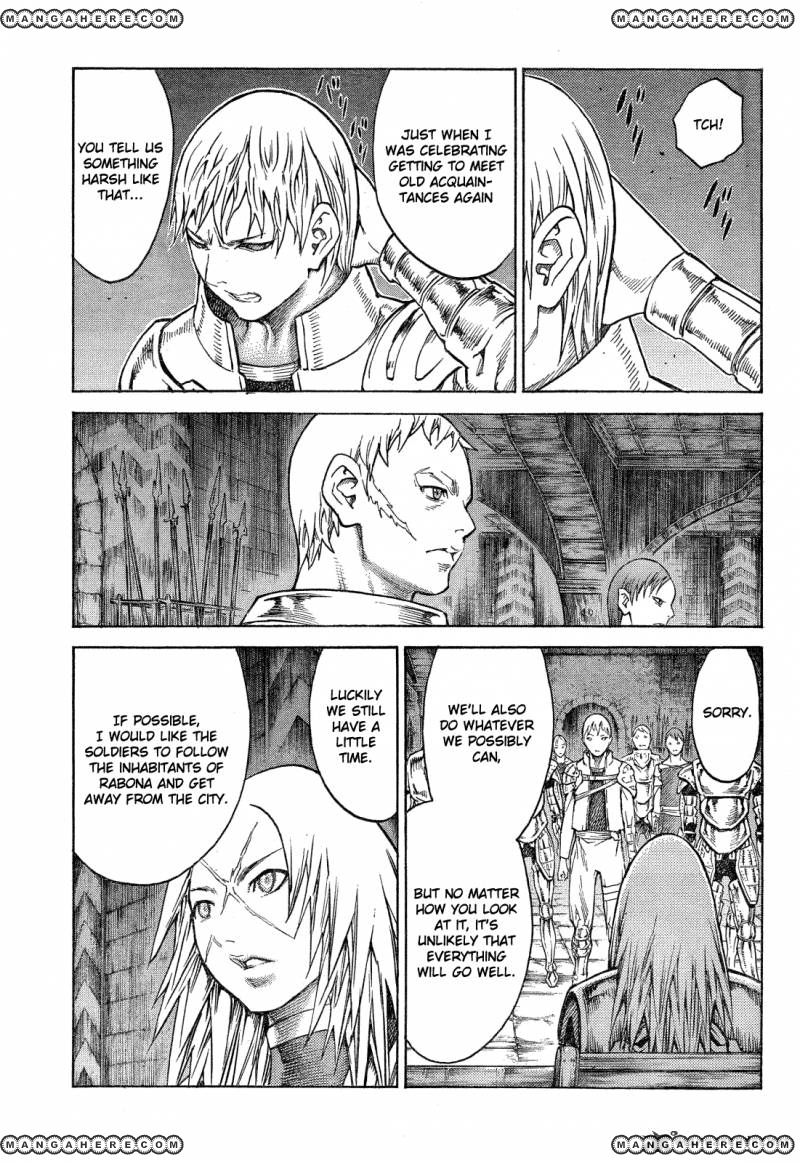 MANGAHERE.COM
MANGAHERE.COM
TCH!
JUST WHEN I
WAS CELEBRATING
GETTING TO MEET
OLD ACQUAIN-
TANCES AGAIN
YOU TELL US
SOMETHING
HARSH LIKE
THAT...
SORRY.
WE'LL ALSO
DO WHATEVER
WE POSSIBLY
CAN,
BUT NO MATTER
HOW YOU LOOK
AT IT, IT'S
UNLIKELY THAT
EVERYTHING
WILL GO WELL.
LUCKILY
WE STILL
HAVE A
LITTLE
TIME.
IF POSSIBLE,
I WOULD LIKE THE
SOLDIERS TO FOLLOW
THE INHABITANTS OF
RABONA AND GET
AWAY FROM THE CITY.
MANGAHERE.COM
MANGAHERE.COM